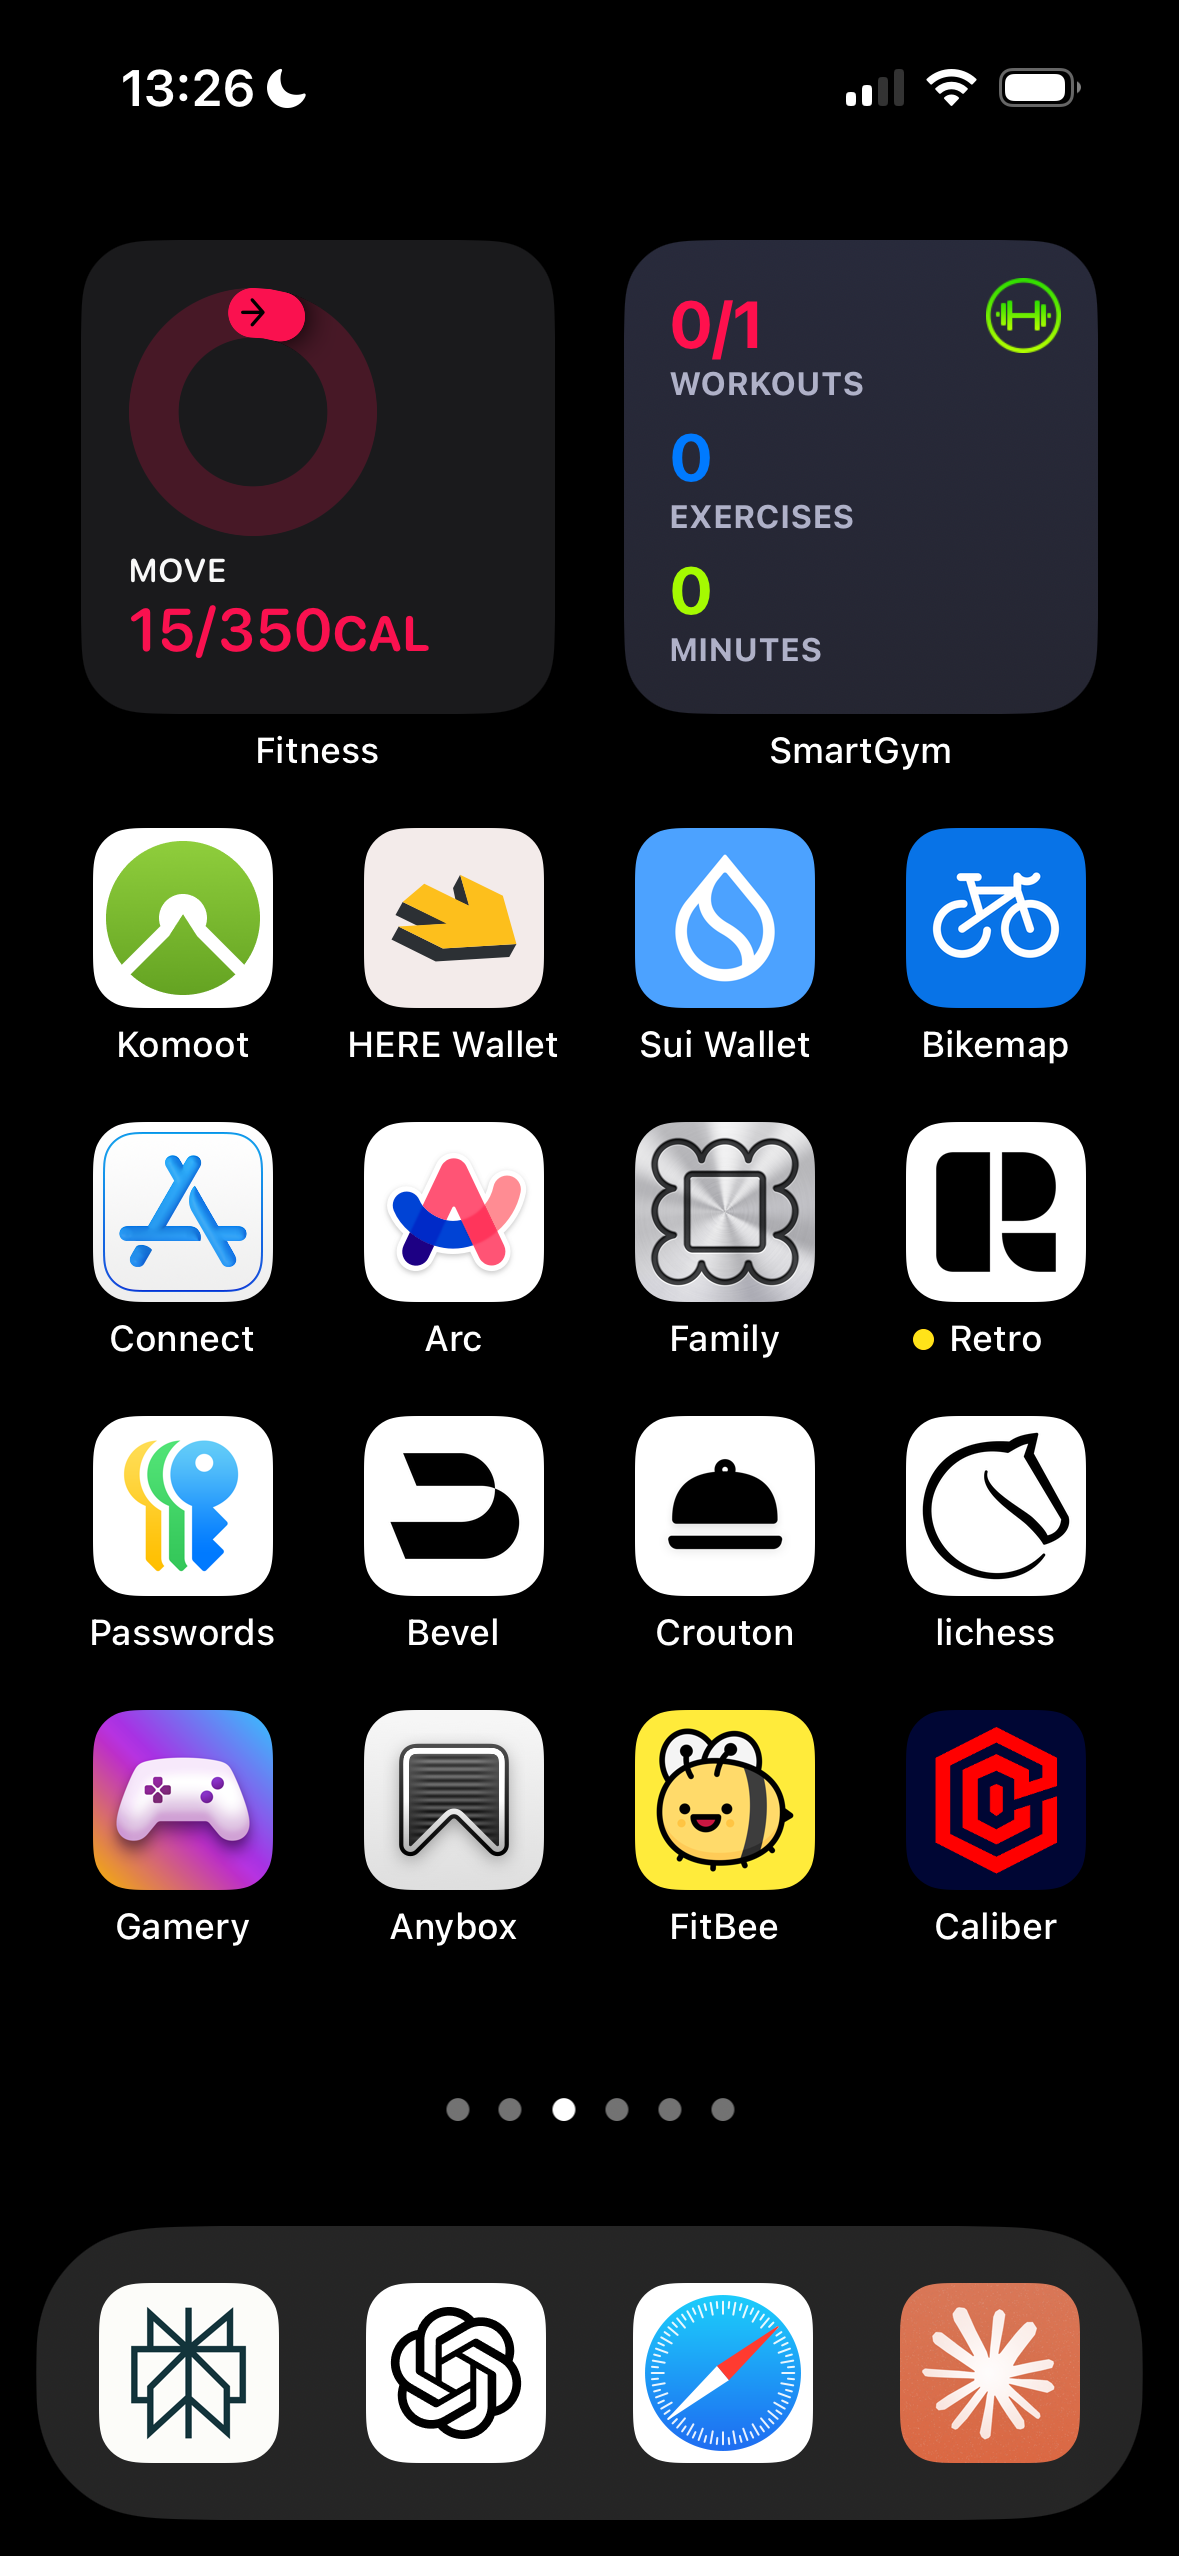 13:26
0/1
WORKOUTS
0
EXERCISES
0
MINUTES
MOVE
15/350CAL
Fitness
SmartGym
Komoot
HERE Wallet
Sui Wallet
Bikemap
Connect
Arc
Family
Retro
Passwords
Bevel
Crouton
lichess
Gamery
Anybox
FitBee
Caliber